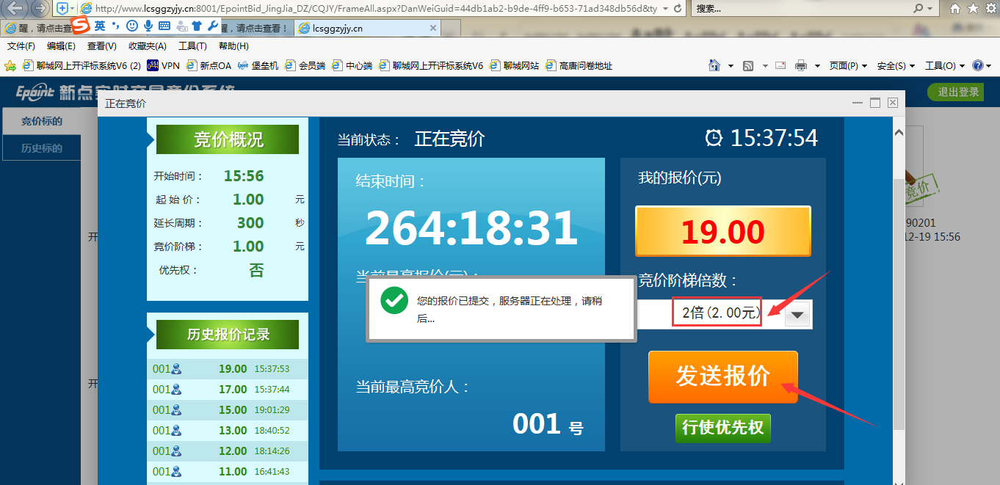 http://www.lcsggzyjy.cn:8001/EpointBid_JingJia_DZ/CQJY/FrameAll.aspx?DanWeiGuid=44db1ab2-b9de-4ff9-b653-71ad348db56d&ty
搜索...
醒，请点击查
英
醒，请点击查看！
lcsggzyjy.cn
文件(F) 编辑(E) 查看(V) 收藏夹(A) 工具(T) 帮助(H)
聊城网上开评标系统V6 (2) VPN 新点OA 堡垒机 会员端 中心端 聊城网上开评标系统V6 聊城网站 高唐问卷地址
页面(P) 安全(S) 工具(O)
Epoint 新点实时交易竞价系统
退出登录
正在竞价
竞价标的
历史标的
竞价概况
开始时间： 15:56
起 始 价： 1.00 元
延长周期： 300 秒
竞价阶梯： 1.00 元
优先权： 否
历史报价记录
001 19.00 15:37:53
001 17.00 15:37:44
001 15.00 19:01:29
001 13.00 18:40:52
001 12.00 18:14:26
001 11.00 16:41:43
当前状态： 正在竞价
15:37:54
结束时间：
264:18:31
当前最高报价(元)：
您的报价已提交，服务器正在处理，请稍
后...
当前最高竞价人：
001 号
我的报价(元)
19.00
竞价阶梯倍数：
2倍(2.00元)
发送报价
行使优先权
开
开
竞价
90201
12-19 15:56